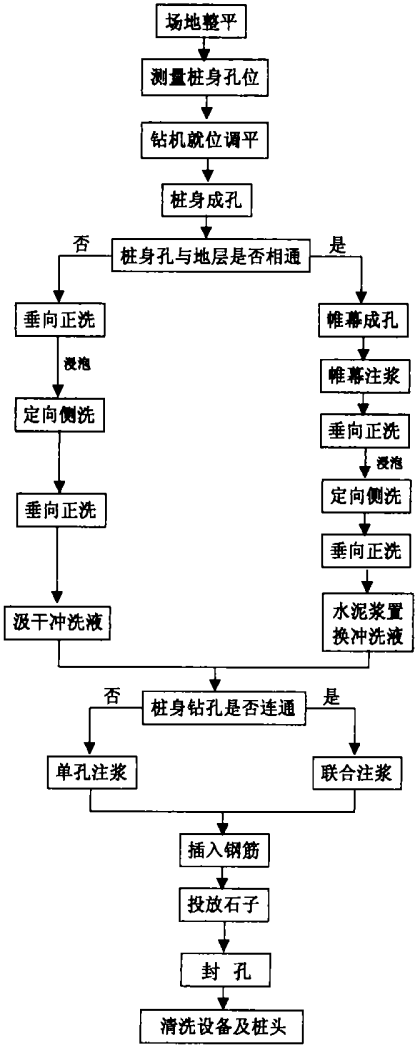 场地整平
测量桩身孔位
钻机就位调平
桩身成孔
否
桩身孔与地层是否相通
是
垂向正洗
浸泡
定向侧洗
垂向正洗
汲干冲洗液
帷幕成孔
帷幕注浆
垂向正洗
浸泡
定向侧洗
垂向正洗
水泥浆置
换冲洗液
否
桩身钻孔是否连通
是
单孔注浆
联合注浆
插入钢筋
投放石子
封 孔
清洗设备及桩头